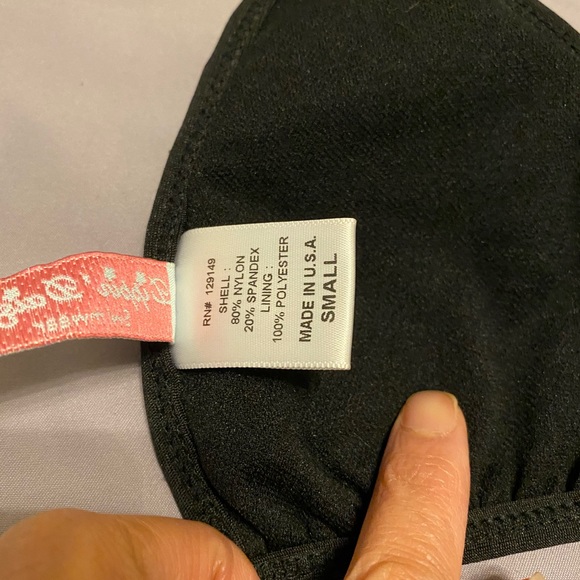 RN# 129149
SHELL :
80% NYLON
20% SPANDEX
LINING :
100% POLYESTER
MADE IN U.S.A.
SMALL